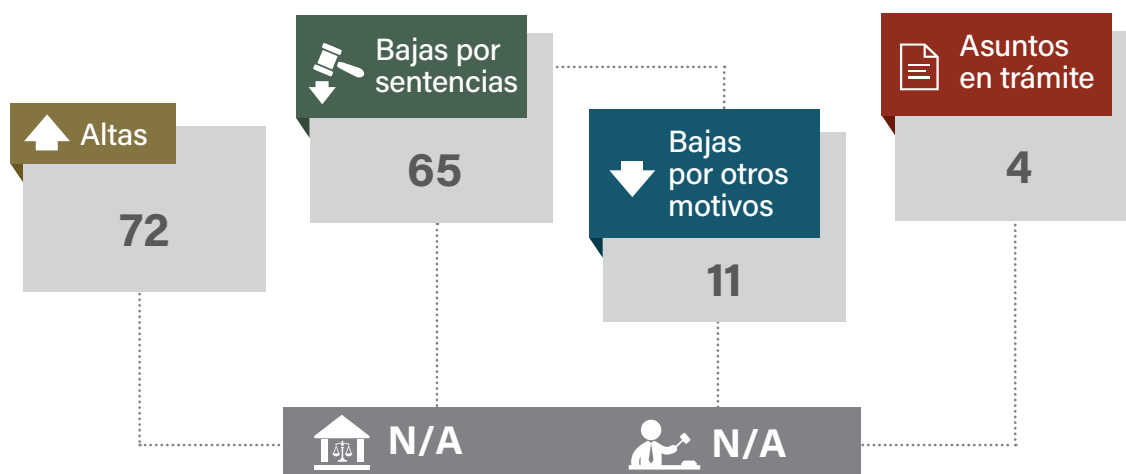 Altas
72
Bajas por
sentencias
65
Bajas
por otros
motivos
11
Asuntos
en trámite
4
N/A
N/A